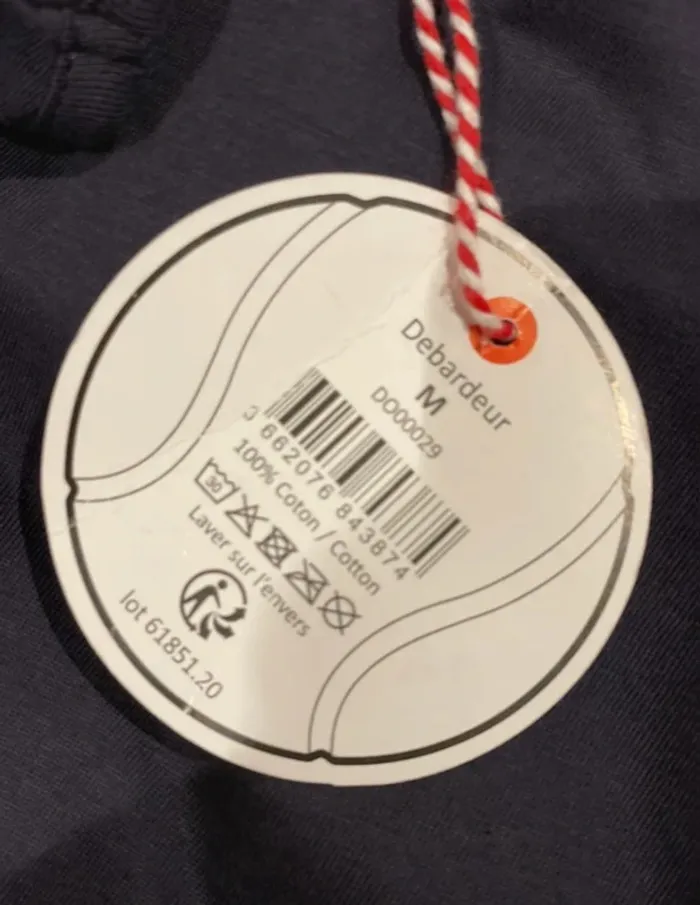 Debardeur
M
DO00029
3 662076 843874
100% Coton / Cotton
30
Laver sur l'envers
lot 61851.20